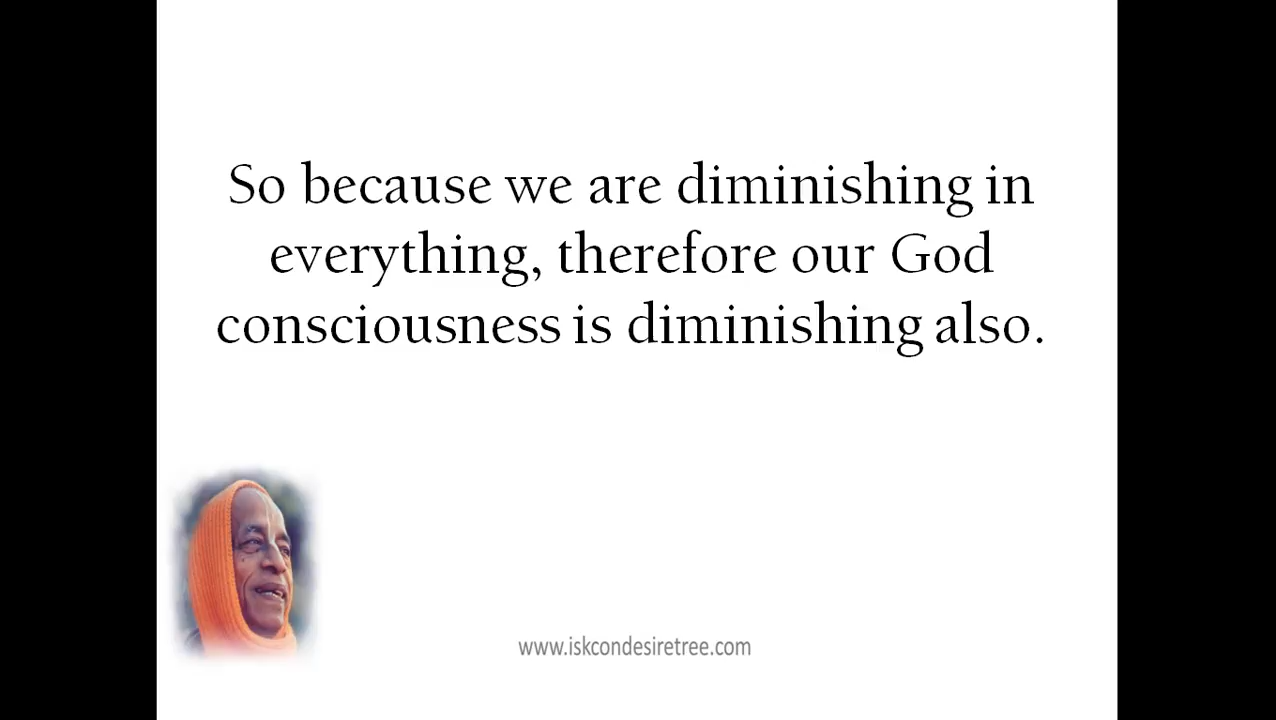 So because we are diminishing in
everything, therefore our God
consciousness is diminishing also.
www.iskcondesiretree.com